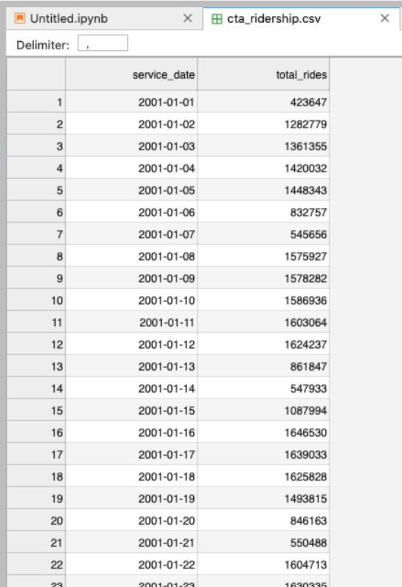 Untitled.ipynb × cta_ridership.csv ×
Delimiter: ,
service_date total_rides
1 2001-01-01 423647
2 2001-01-02 1282779
3 2001-01-03 1361355
4 2001-01-04 1420032
5 2001-01-05 1448343
6 2001-01-06 832757
7 2001-01-07 545656
8 2001-01-08 1575927
9 2001-01-09 1578282
10 2001-01-10 1586936
11 2001-01-11 1603064
12 2001-01-12 1624237
13 2001-01-13 861847
14 2001-01-14 547933
15 2001-01-15 1087994
16 2001-01-16 1646530
17 2001-01-17 1639033
18 2001-01-18 1625828
19 2001-01-19 1493815
20 2001-01-20 846163
21 2001-01-21 550488
22 2001-01-22 1604713
23 2001-01-23 1630335